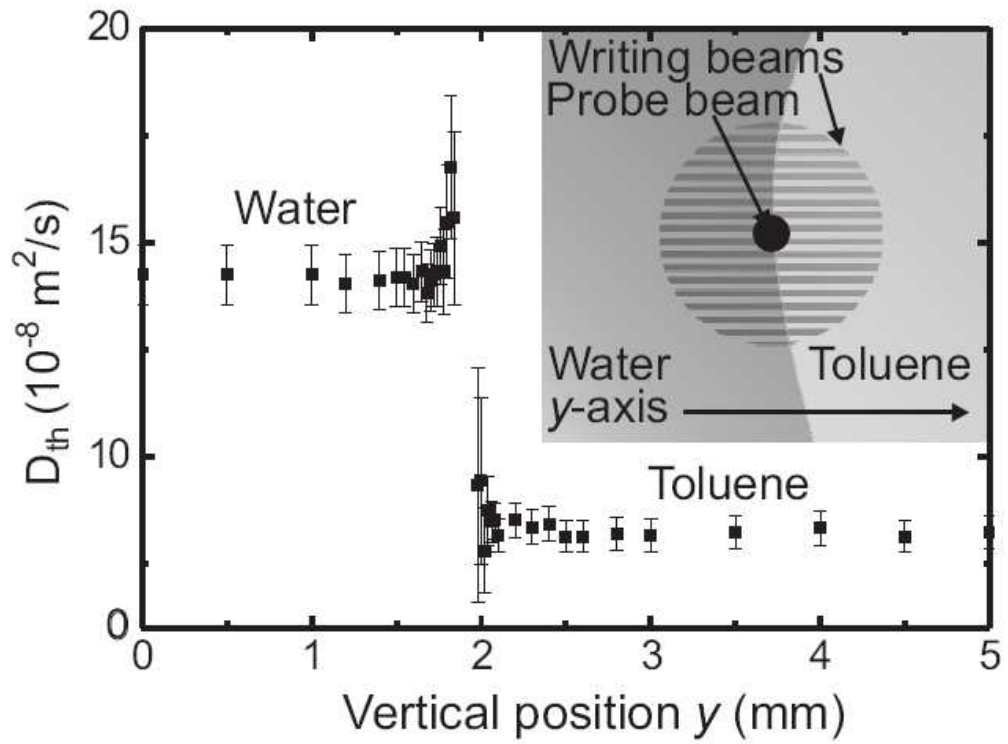 20
15
10
0
D_th (10^-8 m^2/s)
Water
Toluene
Writing beams
Probe beam
Water
Toluene
y-axis
0 1 2 3 4 5
Vertical position y (mm)